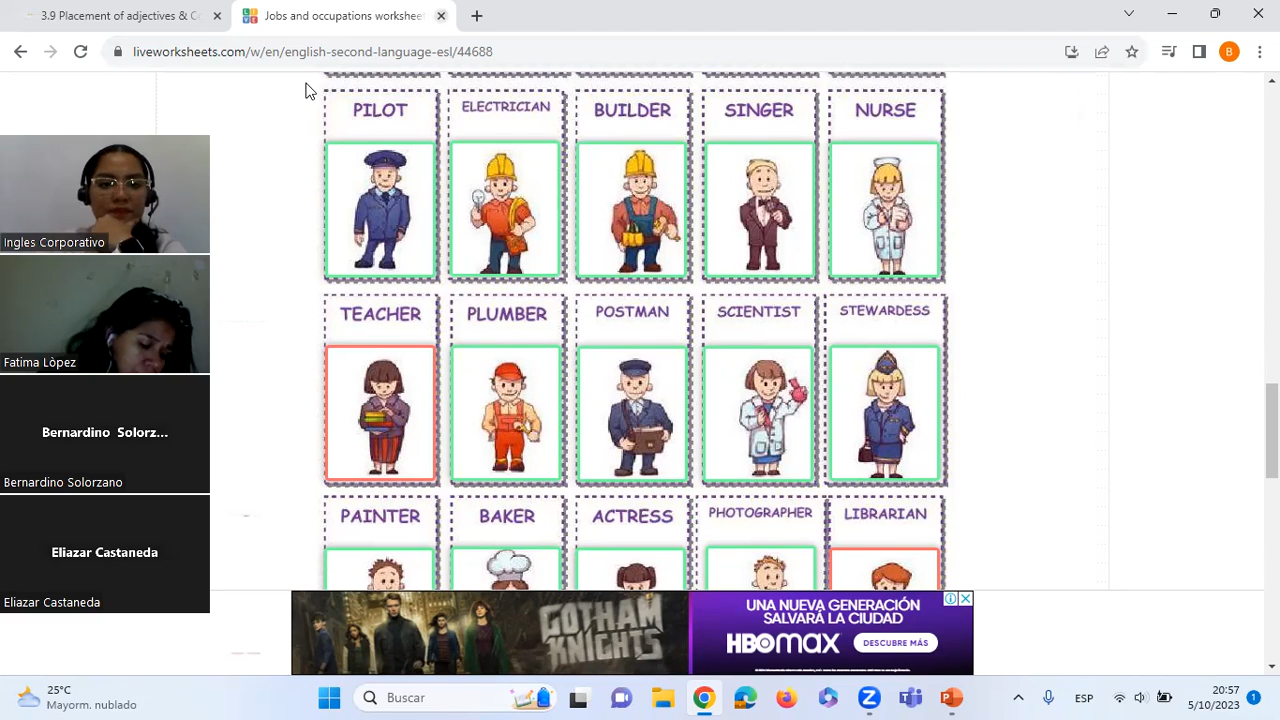 3.9 Placement of adjectives & C
Jobs and occupations workshee
liveworksheets.com/w/en/english-second-language-esl/44688
B
PILOT
ELECTRICIAN
BUILDER
SINGER
NURSE
Ingles Corporativo
TEACHER
PLUMBER
POSTMAN
SCIENTIST
STEWARDESS
Fatima Lòpez
Bernardino Solorz...
Bernardino Solorzano
PAINTER
BAKER
ACTRESS
PHOTOGRAPHER
LIBRARIAN
Eliazar Castaneda
Eliazar Castaneda
GOTHAM
KNIGHTS
UNA NUEVA GENERACIÓN
SALVARÁ LA CIUDAD
HBOMAX
DESCUBRE MÁS
25°C
Mayorm. nublado
Buscar
ESP
20:57
5/10/2023
1